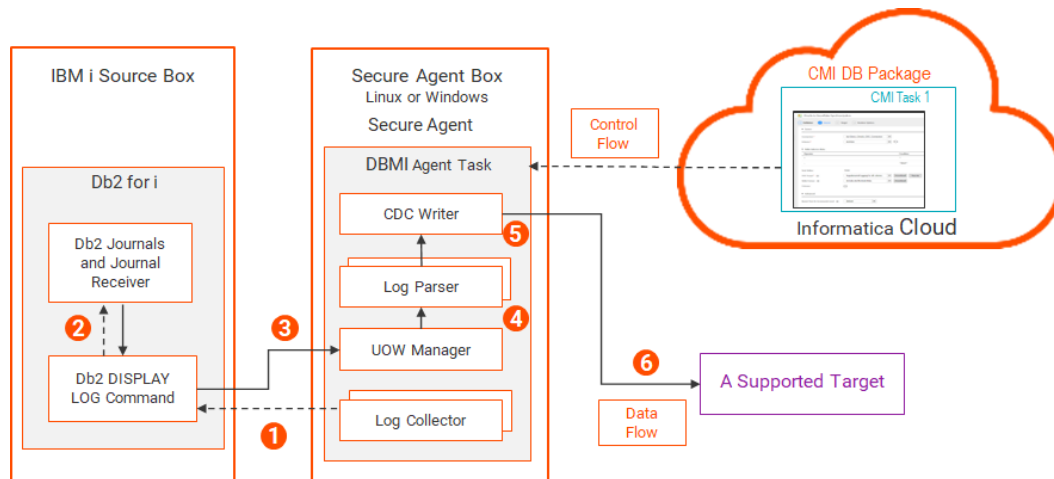 IBM i Source Box
Db2 for i
Db2 Journals
and Journal
Receiver
2
Db2 DISPLAY
LOG Command
1
3
Secure Agent Box
Linux or Windows
Secure Agent
DBMI Agent Task
CDC Writer
5
Log Parser
4
UOW Manager
Log Collector
Control
Flow
CMI DB Package
CMI Task 1
Informatica Cloud
6
A Supported Target
Data
Flow